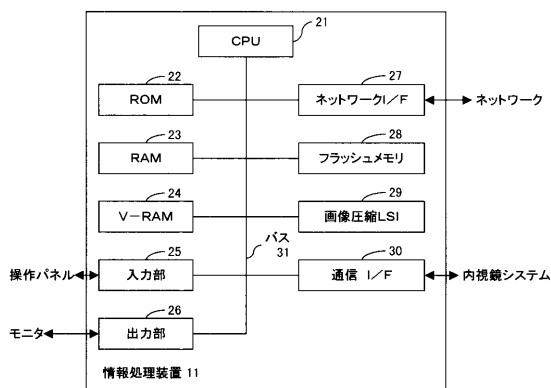 21
CPU
22
27
ROM
ネットワークI/F
ネットワーク
23
28
RAM
フラッシュメモリ
24
29
V-RAM
画像圧縮LSI
25
バス
31
30
操作パネル
入力部
通信 I/F
内視鏡システム
26
モニタ
出力部
情報処理装置 11